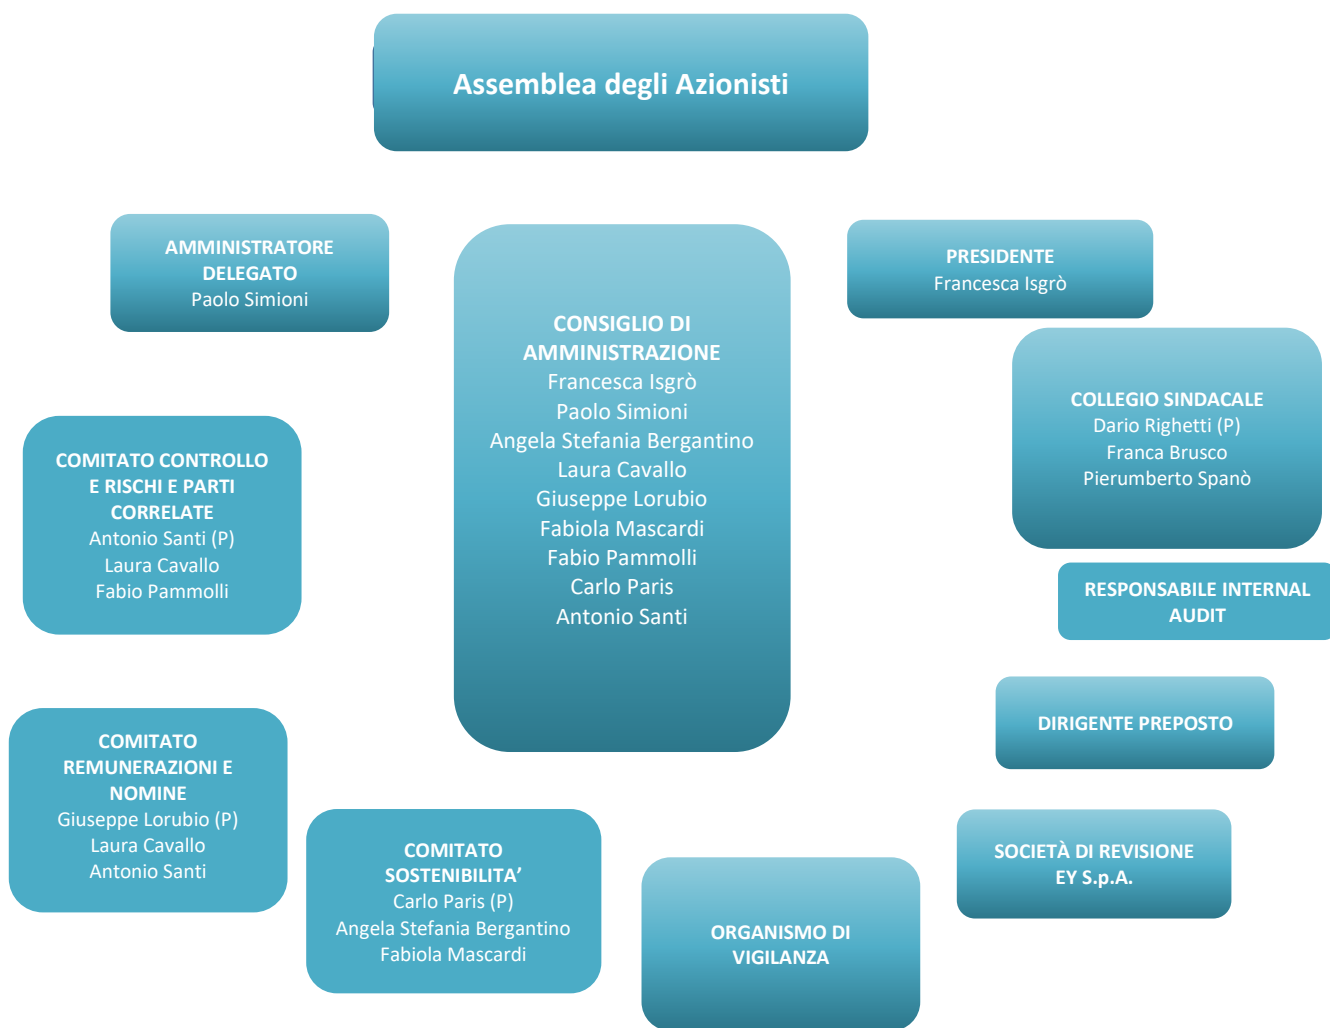 Assemblea degli Azionisti
AMMINISTRATORE
DELEGATO
Paolo Simioni
PRESIDENTE
Francesca Isgrò
CONSIGLIO DI
AMMINISTRAZIONE
Francesca Isgrò
Paolo Simioni
Angela Stefania Bergantino
Laura Cavallo
Giuseppe Lorubio
Fabiola Mascardi
Fabio Pammolli
Carlo Paris
Antonio Santi
COLLEGIO SINDACALE
Dario Righetti (P)
Franca Brusco
Pierumberto Spanò
COMITATO CONTROLLO
E RISCHI E PARTI
CORRELATE
Antonio Santi (P)
Laura Cavallo
Fabio Pammolli
RESPONSABILE INTERNAL
AUDIT
DIRIGENTE PREPOSTO
COMITATO
REMUNERAZIONI E
NOMINE
Giuseppe Lorubio (P)
Laura Cavallo
Antonio Santi
COMITATO
SOSTENIBILITA’
Carlo Paris (P)
Angela Stefania Bergantino
Fabiola Mascardi
SOCIETÀ DI REVISIONE
EY S.p.A.
ORGANISMO DI
VIGILANZA